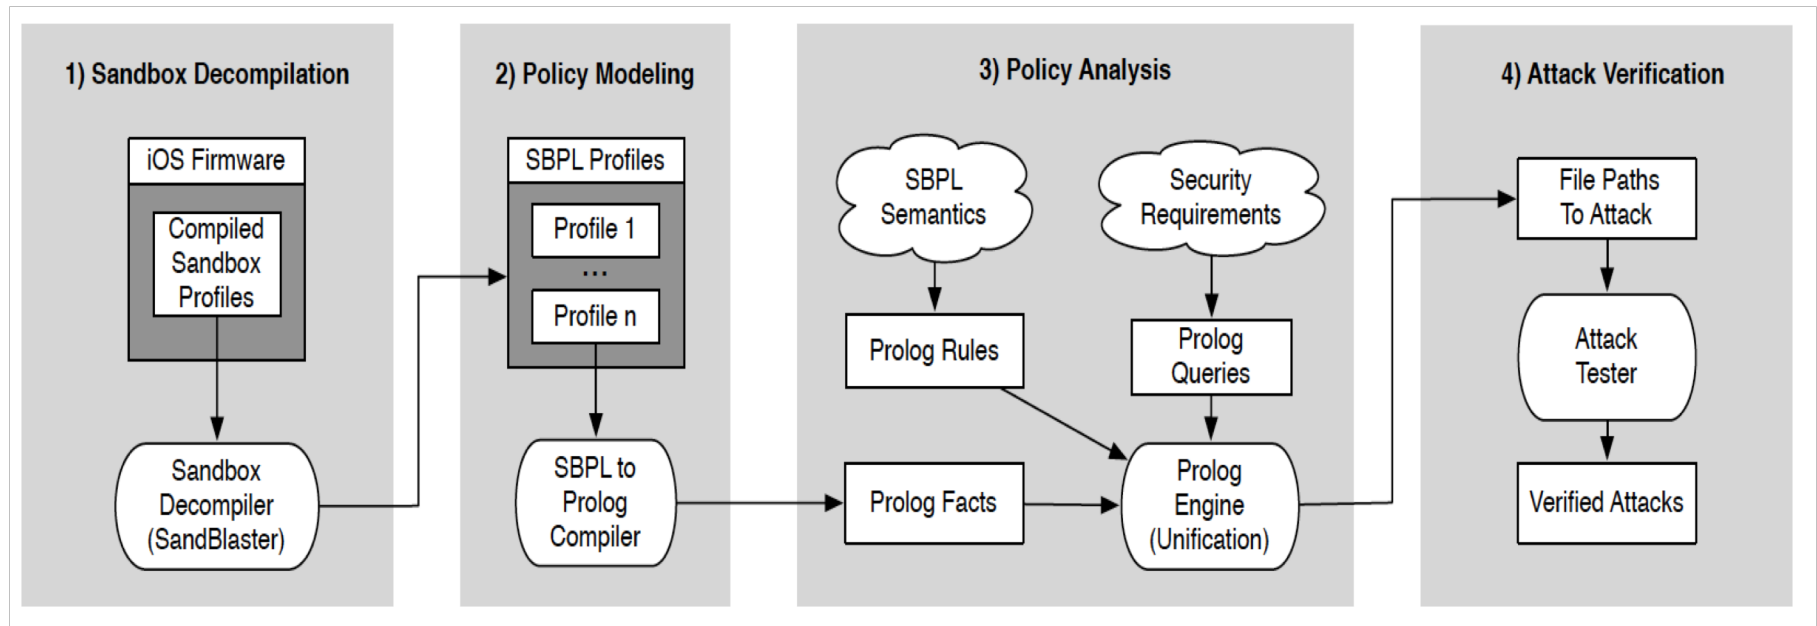 1) Sandbox Decompilation
iOS Firmware
Compiled
Sandbox
Profiles
Sandbox
Decompiler
(SandBlaster)
2) Policy Modeling
SBPL Profiles
Profile 1
...
Profile n
SBPL to
Prolog
Compiler
3) Policy Analysis
SBPL
Semantics
Security
Requirements
Prolog Rules
Prolog
Queries
Prolog Facts
Prolog
Engine
(Unification)
4) Attack Verification
File Paths
To Attack
Attack
Tester
Verified Attacks